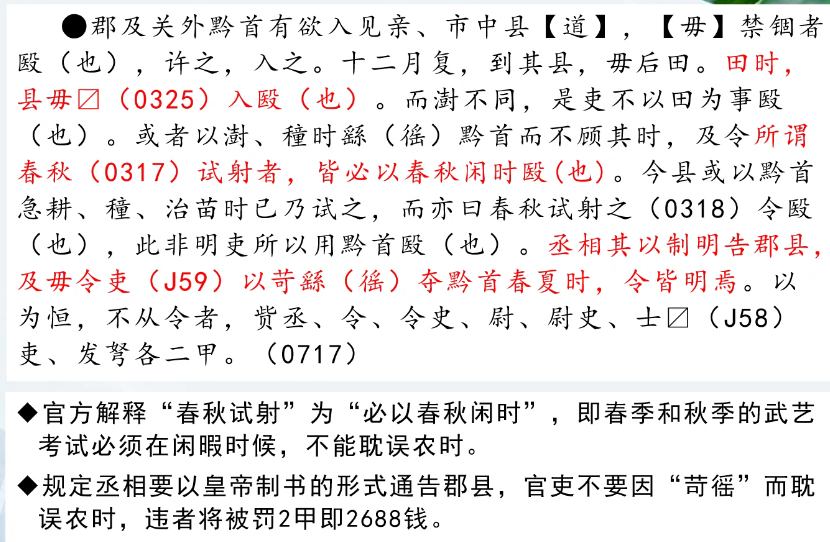 ●郡及关外黔首有欲入见亲、市中县【道】，【毋】禁锢者
殹（也），许之，入之。十二月复，到其县，毋后田。田时，
县毋〼（0325）入殹（也）。而澍不同，是吏不以田为事殹
（也）。或者以澍、穜时繇（徭）黔首而不顾其时，及令所谓
春秋（0317）试射者，皆必以春秋闲时殹(也)。今县或以黔首
急耕、穜、治苗时已乃试之，而亦曰春秋试射之（0318）令殹
（也），此非明吏所以用黔首殹（也）。丞相其以制明告郡县，
及毋令吏（J59）以苛繇（徭）夺黔首春夏时，令皆明焉。以
为恒，不从令者，赀丞、令、令史、尉、尉史、士〼（J58）
吏、发弩各二甲。（0717）
◆官方解释“春秋试射”为“必以春秋闲时”，即春季和秋季的武艺
考试必须在闲暇时候，不能耽误农时。
◆规定丞相要以皇帝制书的形式通告郡县，官吏不要因“苛徭”而耽
误农时，违者将被罚2甲即2688钱。